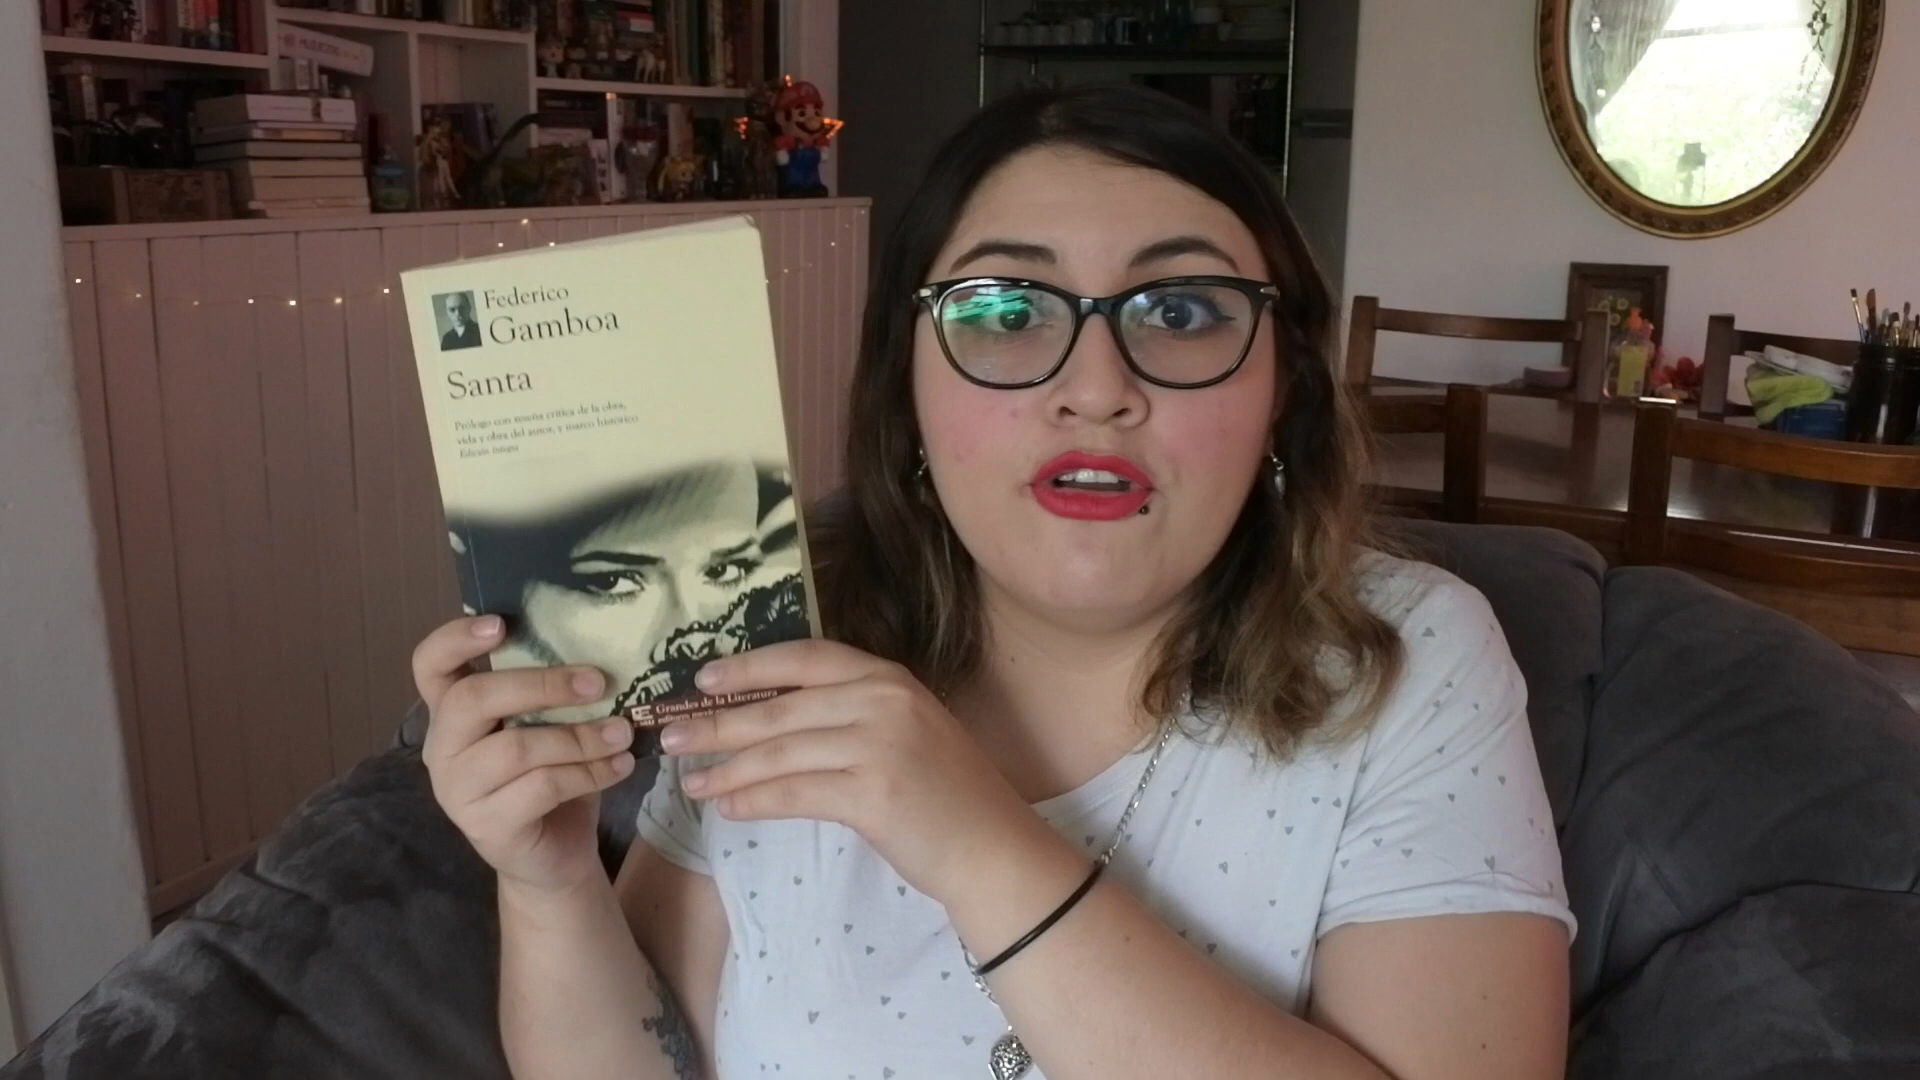 Federico
Gamboa
Santa
Prólogo con reseña crítica de la obra,
vida y obra del autor, y marco histórico
Edición íntegra
Grandes de la Literatura
editores